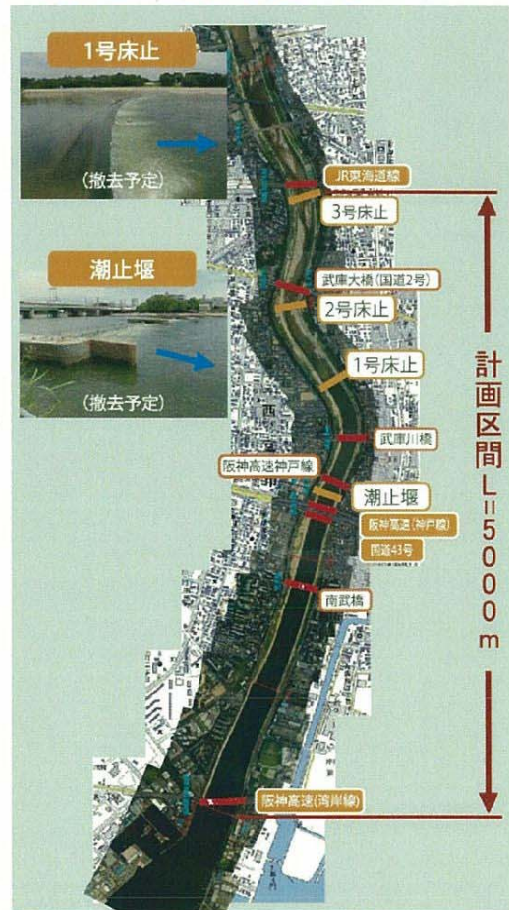 1号床止
(撤去予定)
潮止堰
(撤去予定)
JR東海道線
3号床止
武庫大橋(国道2号)
2号床止
1号床止
武庫川橋
阪神高速神戸線
潮止堰
阪神高速(神戸線)
国道43号
南武橋
阪神高速(湾岸線)
計画区間L=5000m